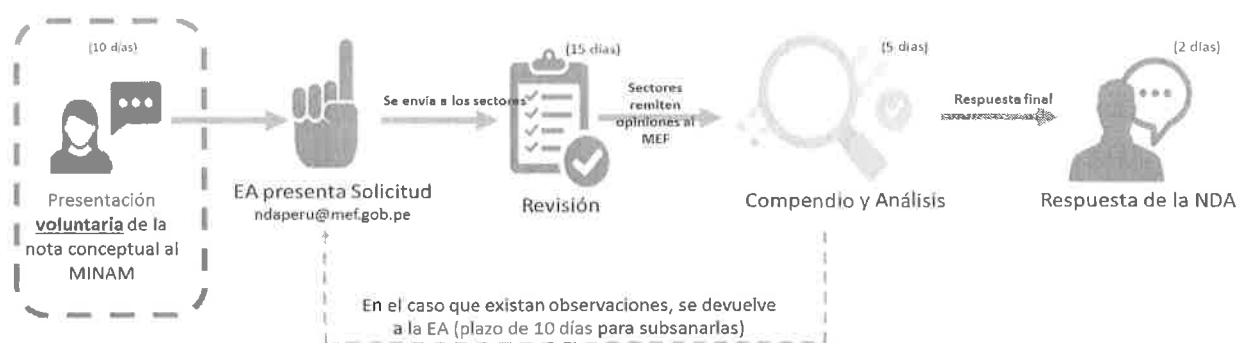 (10 días)
Presentación
voluntaria de la
nota conceptual al
MINAM
EA presenta Solicitud
ndaperu@mef.gob.pe
Se envía a los sectores
(15 días)
Revisión
Sectores
remiten
opiniones al
MEF
(5 días)
Compendio y Análisis
Respuesta final
(2 días)
Respuesta de la NDA
En el caso que existan observaciones, se devuelve
a la EA (plazo de 10 días para subsanarlas)